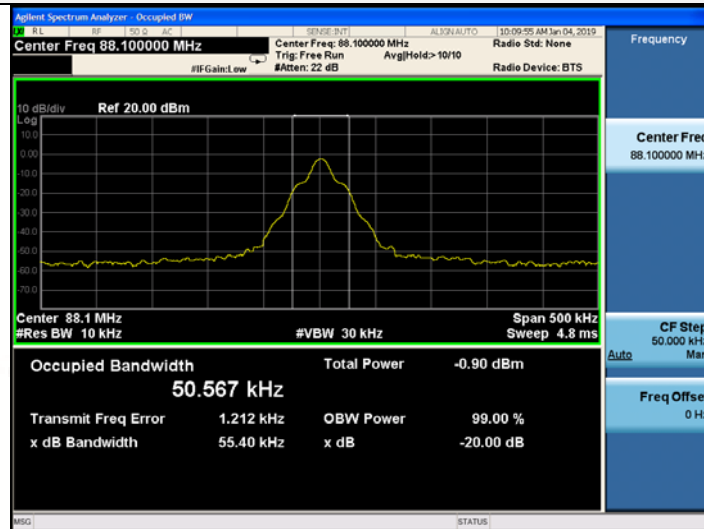 Agilent Spectrum Analyzer - Occupied BW
RL RF 50 Ω AC SENSE:INT ALIGN AUTO 10:09:55 AM Jan 04, 2019
Center Freq 88.100000 MHz
Center Freq: 88.100000 MHz
Radio Std: None
Trig: Free Run Avg|Hold:>10/10
#IFGain:Low
#Atten: 22 dB
Radio Device: BTS
Frequency
10 dB/div Ref 20.00 dBm
Log
10.0
0.00
-10.0
-20.0
-30.0
-40.0
-50.0
-60.0
-70.0
Center 88.1 MHz Span 500 kHz
#Res BW 10 kHz #VBW 30 kHz Sweep 4.8 ms
Occupied Bandwidth Total Power -0.90 dBm
50.567 kHz
Transmit Freq Error 1.212 kHz OBW Power 99.00 %
x dB Bandwidth 55.40 kHz x dB -20.00 dB
Center Freq
88.100000 MHz
CF Step
50.000 kHz
Auto Man
Freq Offset
0 Hz
MSG STATUS